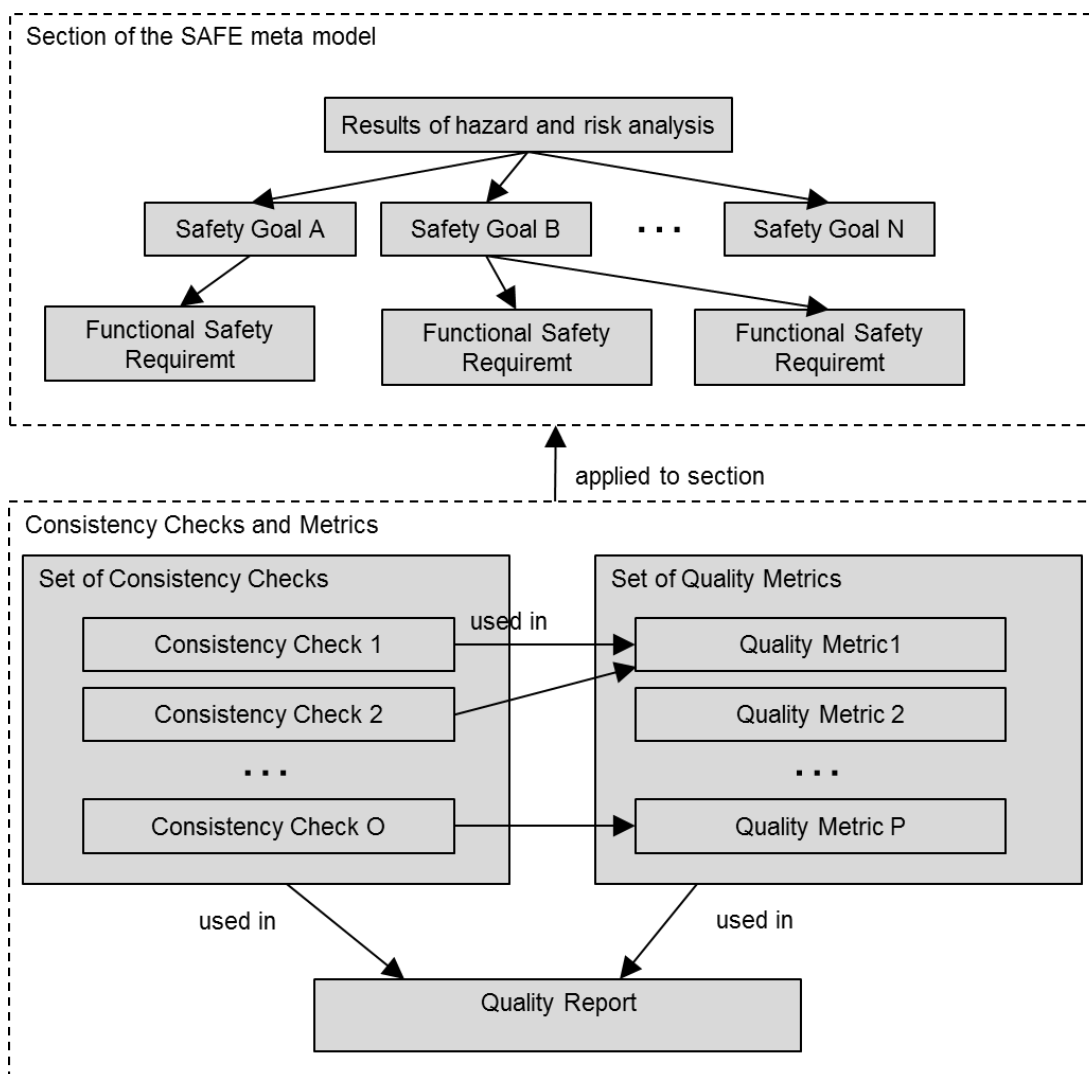 Section of the SAFE meta model
Results of hazard and risk analysis
Safety Goal A
Safety Goal B
...
Safety Goal N
Functional Safety
Requiremt
Functional Safety
Requiremt
Functional Safety
Requiremt
applied to section
Consistency Checks and Metrics
Set of Consistency Checks
Set of Quality Metrics
Consistency Check 1
used in
Quality Metric1
Consistency Check 2
Quality Metric 2
...
...
Consistency Check O
Quality Metric P
used in
used in
Quality Report